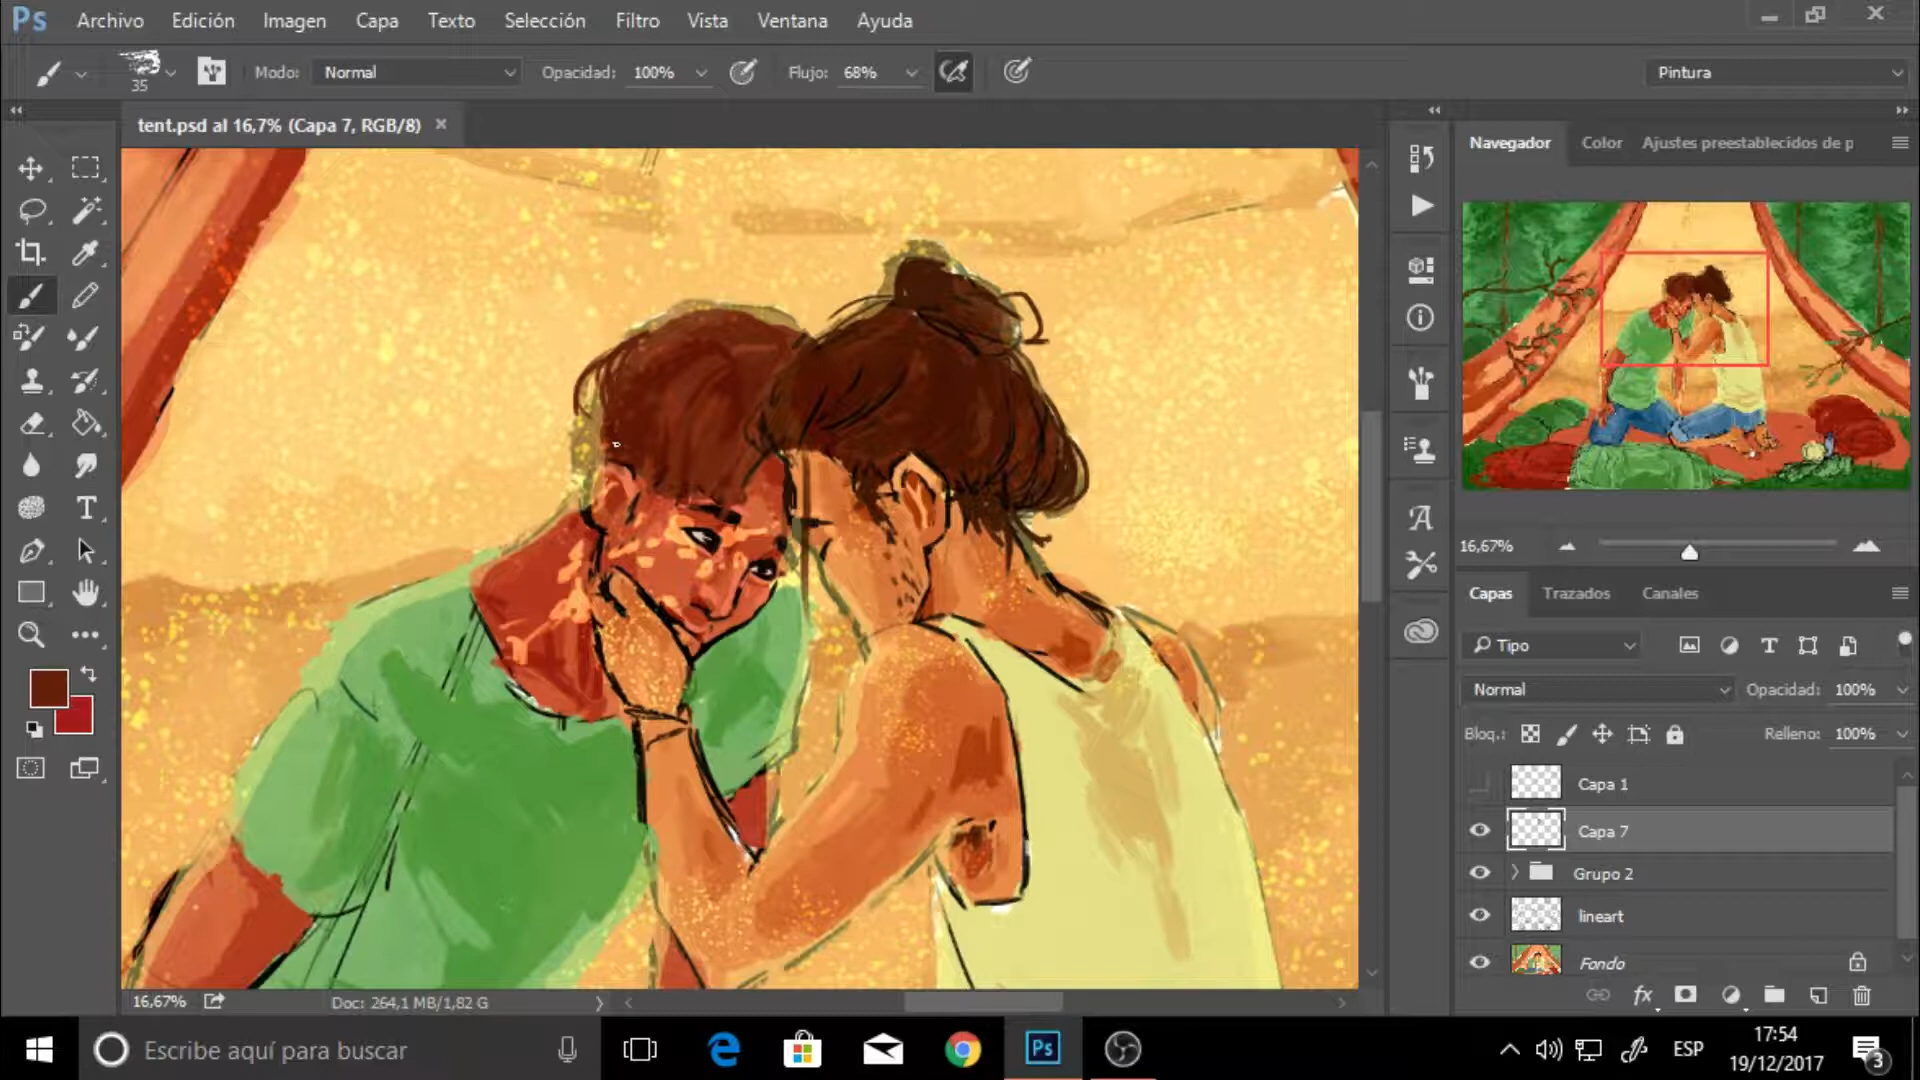 Ps Archivo Edición Imagen Capa Texto Selección Filtro Vista Ventana Ayuda
35 Modo: Normal Opacidad: 100% Flujo: 68% Pintura
tent.psd al 16,7% (Capa 7, RGB/8) ×
Navegador Color Ajustes preestablecidos de p
16,67%
Capas Trazados Canales
Tipo
Normal Opacidad: 100%
Bloq.: Relleno: 100%
Capa 1
Capa 7
Grupo 2
lineart
Fondo
fx
16,67% Doc: 264,1 MB/1,82 G
Escribe aquí para buscar
Ps
ESP
17:54
19/12/2017
3